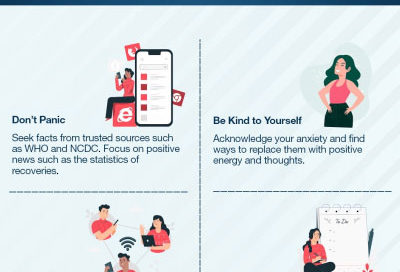 Don't Panic
Seek facts from trusted sources such
as WHO and NCDC. Focus on positive
news such as the statistics of
recoveries.
Be Kind to Yourself
Acknowledge your anxiety and find
ways to replace them with positive
energy and thoughts.
To Do